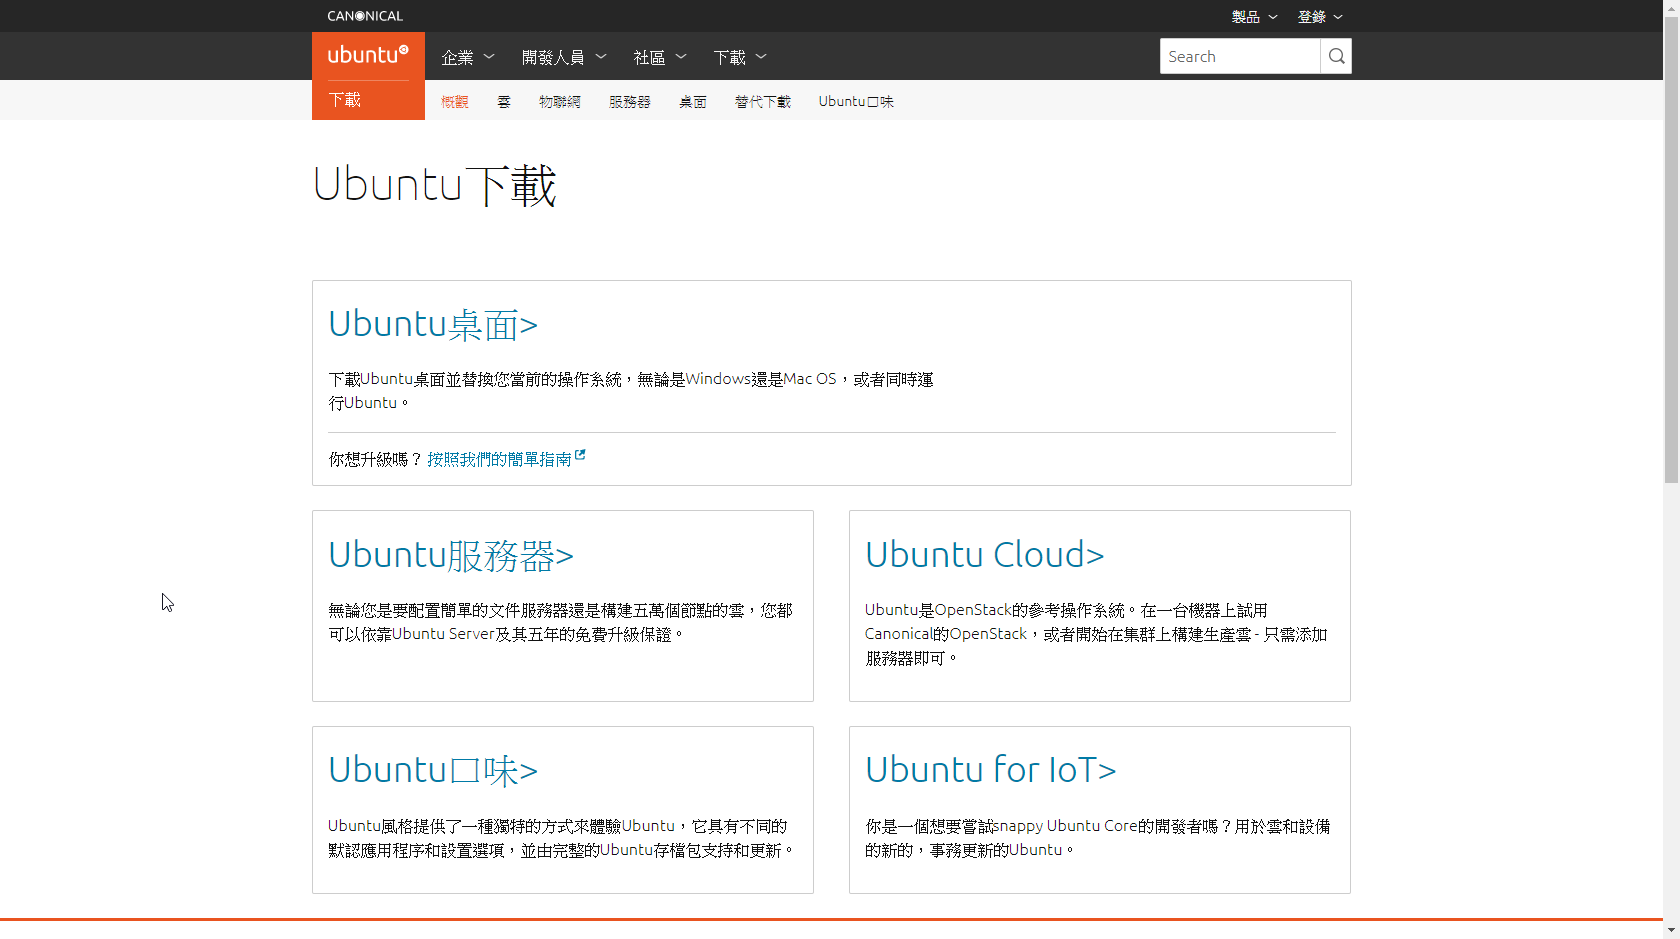 CANONICAL
製品
登錄
ubuntu
企業
開發人員
社區
下載
Search
下載
概觀
雲
物聯網
服務器
桌面
替代下載
Ubuntu口味
Ubuntu下載
Ubuntu桌面>
下載Ubuntu桌面並替換您當前的操作系統，無論是Windows還是Mac OS，或者同時運
行Ubuntu。
你想升級嗎？按照我們的簡單指南
Ubuntu服務器>
無論您是要配置簡單的文件服務器還是構建五萬個節點的雲，您都
可以依靠Ubuntu Server及其五年的免費升級保證。
Ubuntu Cloud>
Ubuntu是OpenStack的參考操作系統。在一台機器上試用
Canonical的OpenStack，或者開始在集群上構建生產雲 - 只需添加
服務器即可。
Ubuntu口味>
Ubuntu風格提供了一種獨特的方式來體驗Ubuntu，它具有不同的
默認應用程序和設置選項，並由完整的Ubuntu存檔包支持和更新。
Ubuntu for IoT>
你是一個想要嘗試snappy Ubuntu Core的開發者嗎？用於雲和設備
的新的，事務更新的Ubuntu。